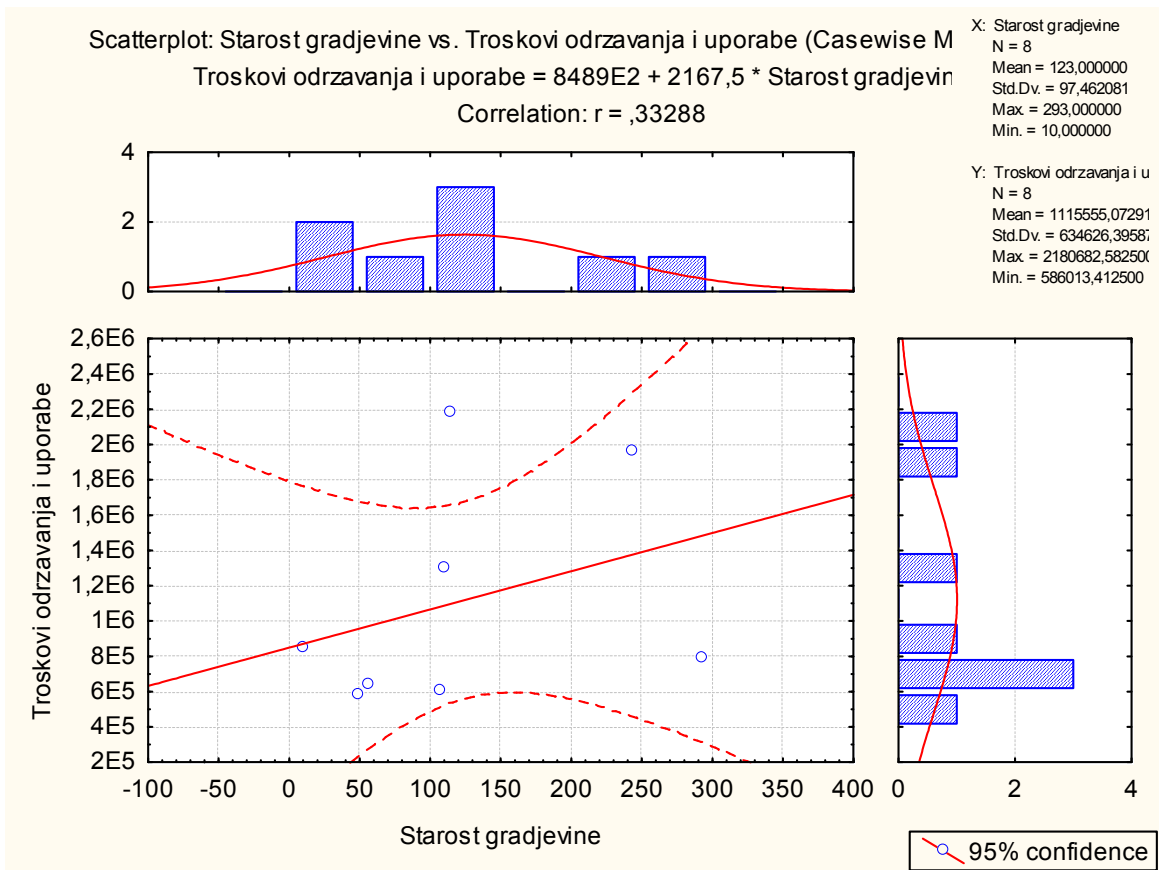 Scatterplot: Starost gradjevine vs. Troskovi odrzavanja i uporabe (Casewise M
Troskovi odrzavanja i uporabe = 8489E2 + 2167,5 * Starost gradjevin
Correlation: r = ,33288
X: Starost gradjevine
N = 8
Mean = 123,000000
Std.Dv. = 97,462081
Max. = 293,000000
Min. = 10,000000
Y: Troskovi odrzavanja i u
N = 8
Mean = 1115555,07291
Std.Dv. = 634626,39587
Max. = 2180682,582500
Min. = 586013,412500
4
2
0
2,6E6
2,4E6
2,2E6
2E6
1,8E6
1,6E6
1,4E6
1,2E6
1E6
8E5
6E5
4E5
2E5
Troskovi odrzavanja i uporabe
-100 -50 0 50 100 150 200 250 300 350 400
Starost gradjevine
0 2 4
95% confidence